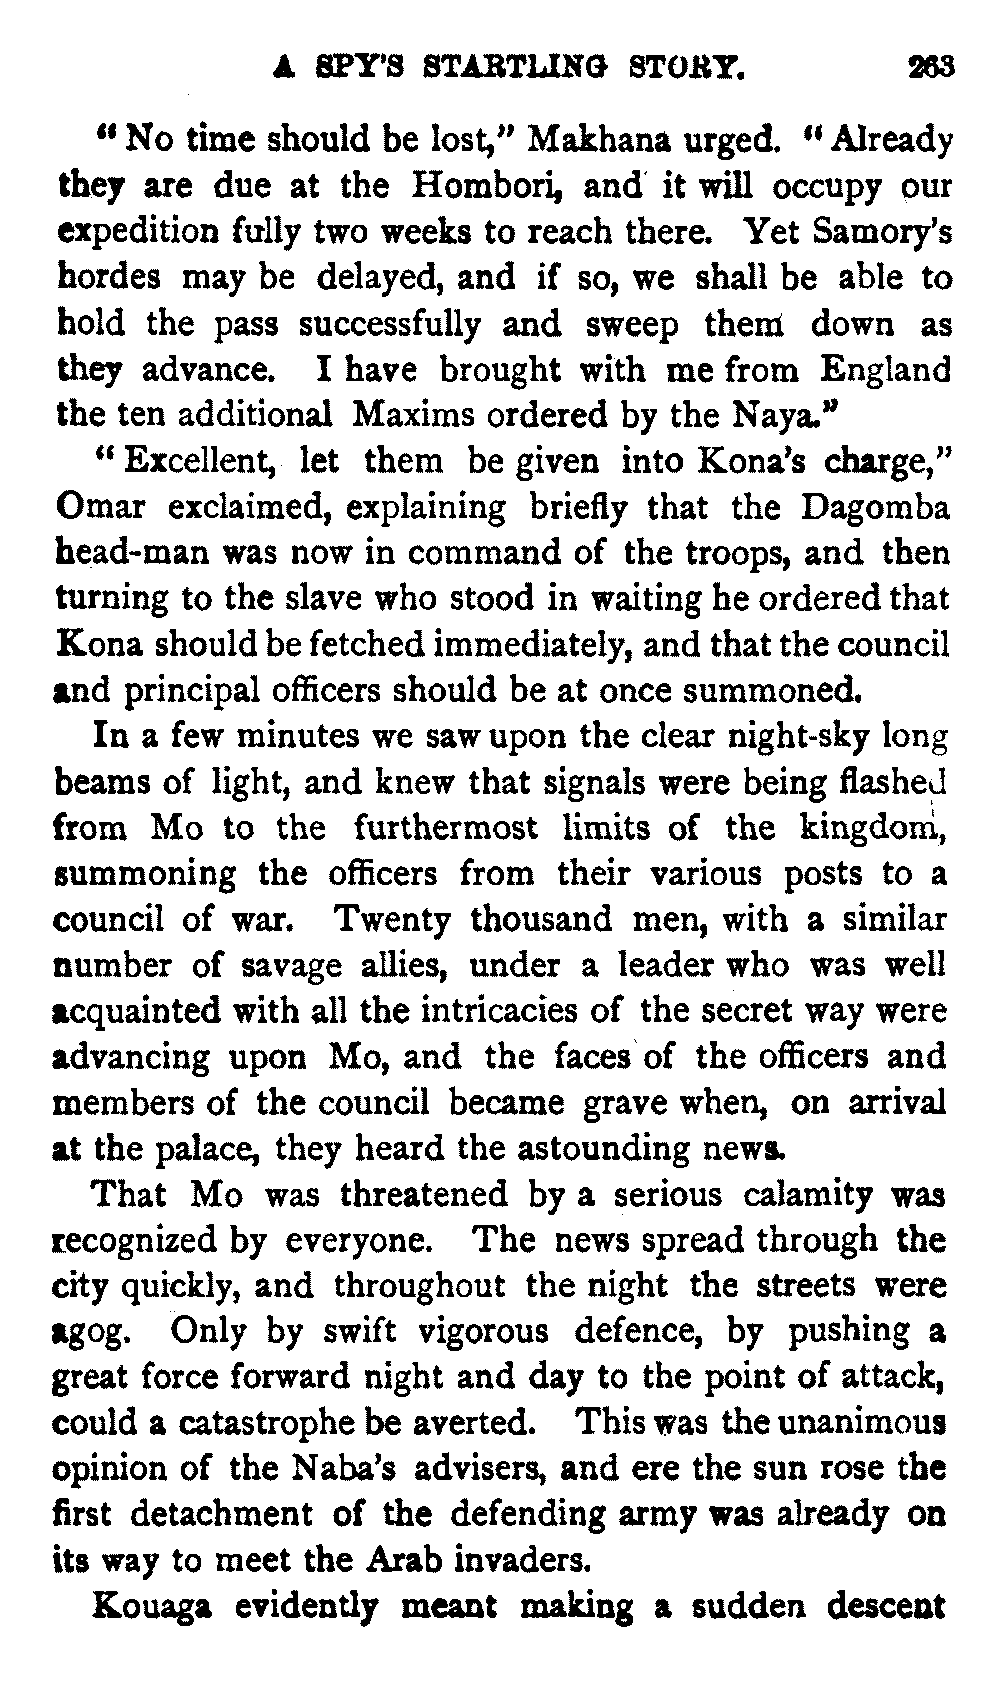 A SPY'S STARTLING STORY. 263
“ No time should be lost,” Makhana urged. “ Already
they are due at the Hombori, and it will occupy our
expedition fully two weeks to reach there. Yet Samory's
hordes may be delayed, and if so, we shall be able to
hold the pass successfully and sweep them down as
they advance. I have brought with me from England
the ten additional Maxims ordered by the Naya.”
“ Excellent, let them be given into Kona's charge,”
Omar exclaimed, explaining briefly that the Dagomba
head-man was now in command of the troops, and then
turning to the slave who stood in waiting he ordered that
Kona should be fetched immediately, and that the council
and principal officers should be at once summoned.
In a few minutes we saw upon the clear night-sky long
beams of light, and knew that signals were being flashed
from Mo to the furthermost limits of the kingdom,
summoning the officers from their various posts to a
council of war. Twenty thousand men, with a similar
number of savage allies, under a leader who was well
acquainted with all the intricacies of the secret way were
advancing upon Mo, and the faces of the officers and
members of the council became grave when, on arrival
at the palace, they heard the astounding news.
That Mo was threatened by a serious calamity was
recognized by everyone. The news spread through the
city quickly, and throughout the night the streets were
agog. Only by swift vigorous defence, by pushing a
great force forward night and day to the point of attack,
could a catastrophe be averted. This was the unanimous
opinion of the Naba's advisers, and ere the sun rose the
first detachment of the defending army was already on
its way to meet the Arab invaders.
Kouaga evidently meant making a sudden descent